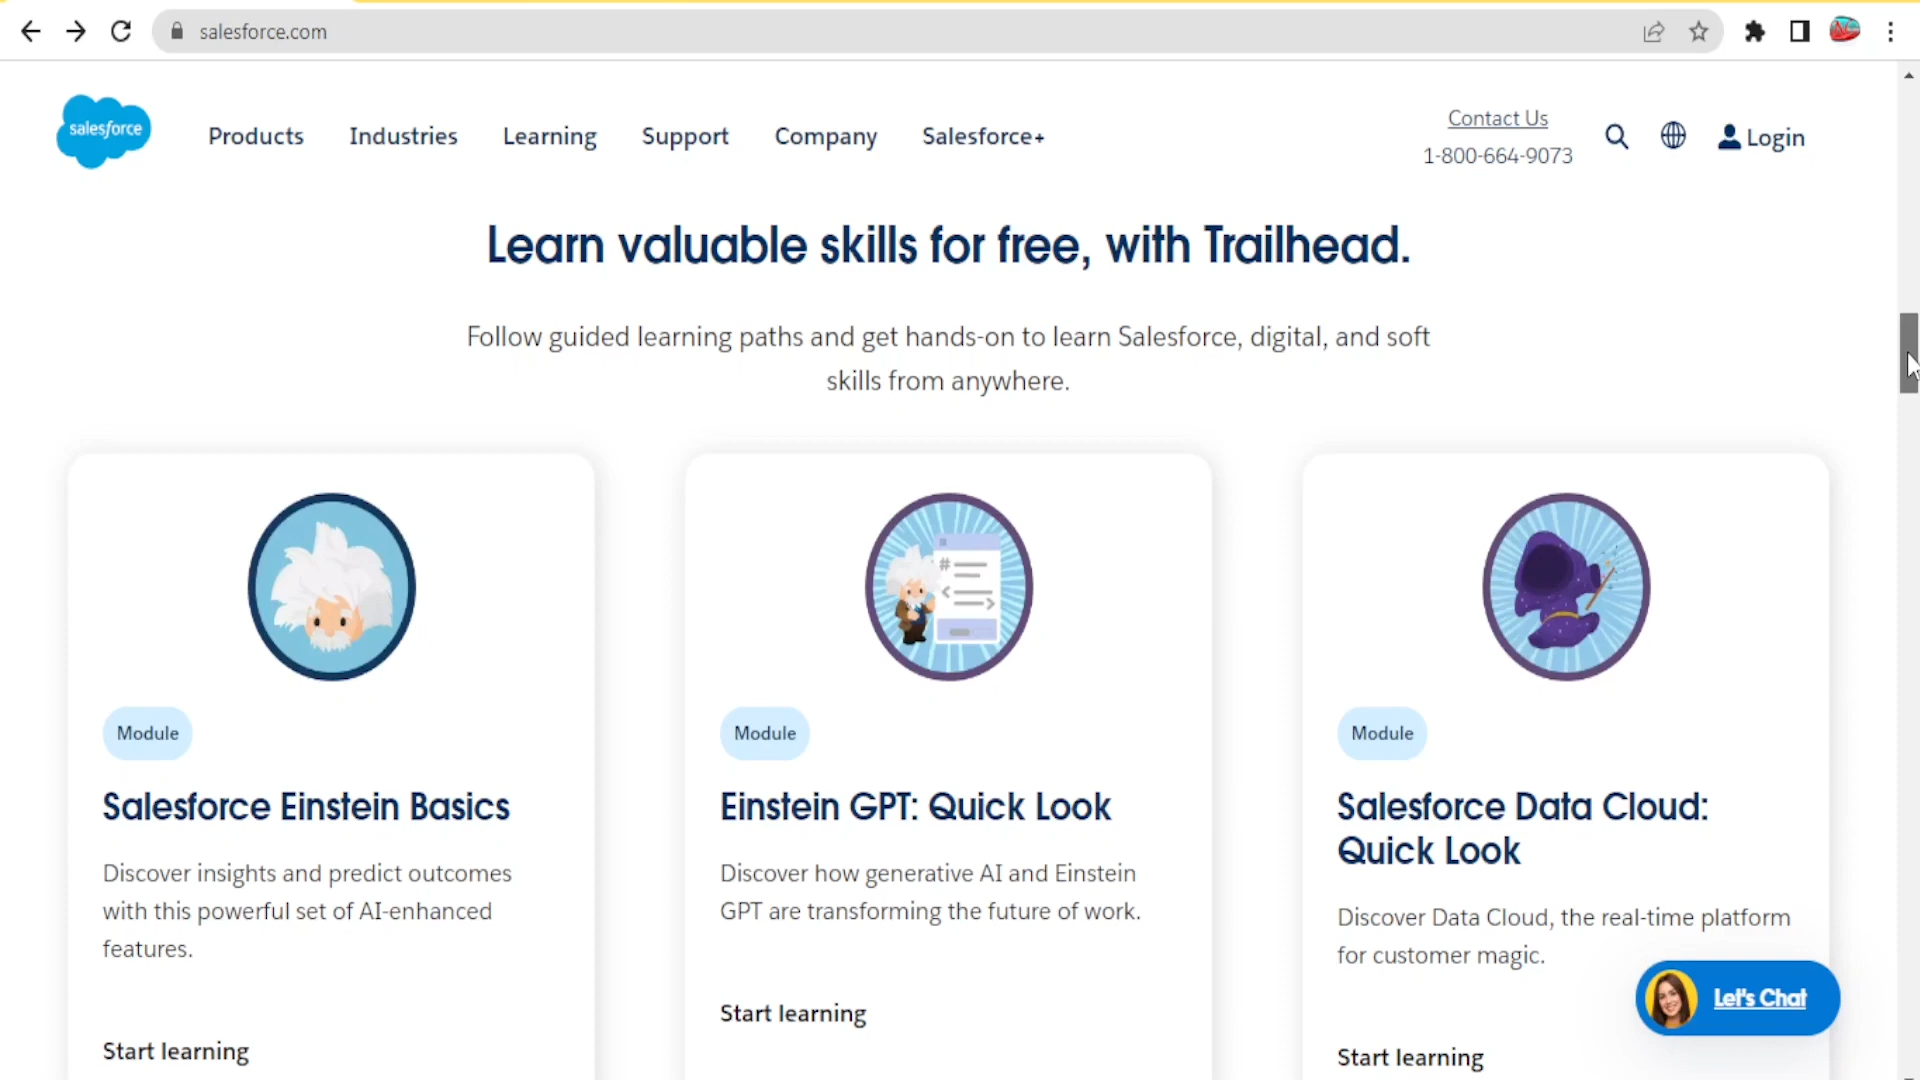 salesforce.com
salesforce
Products Industries Learning Support Company Salesforce+
Contact Us
1-800-664-9073
Login
Learn valuable skills for free, with Trailhead.
Follow guided learning paths and get hands-on to learn Salesforce, digital, and soft
skills from anywhere.
Module
Salesforce Einstein Basics
Discover insights and predict outcomes
with this powerful set of AI-enhanced
features.
Start learning
Module
Einstein GPT: Quick Look
Discover how generative AI and Einstein
GPT are transforming the future of work.
Start learning
Module
Salesforce Data Cloud:
Quick Look
Discover Data Cloud, the real-time platform
for customer magic.
Start learning
Let's Chat